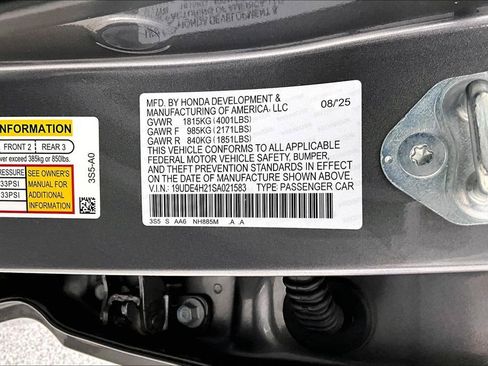 MFD. BY HONDA DEVELOPMENT & 08/25
MANUFACTURING OF AMERICA, LLC
GVWR 1815KG(4001LBS)
GAWR F 985KG(2171LBS)
GAWR R 840KG(1851LBS)
THIS VEHICLE CONFORMS TO ALL APPLICABLE
FEDERAL MOTOR VEHICLE SAFETY, BUMPER,
AND THEFT PREVENTION STANDARDS IN EFFECT
ON THE DATE OF MANUFACTURE SHOWN ABOVE.
V.I.N.: 19UDE4H21SA021583 TYPE: PASSENGER CAR
3S5 S AA6 NH885M A A
INFORMATION
FRONT 2 REAR 3
ver exceed 385kg or 850lbs.
PRESSURE SEE OWNER'S
33PSI MANUAL FOR
33PSI ADDITIONAL
INFORMATION
3S5-A0